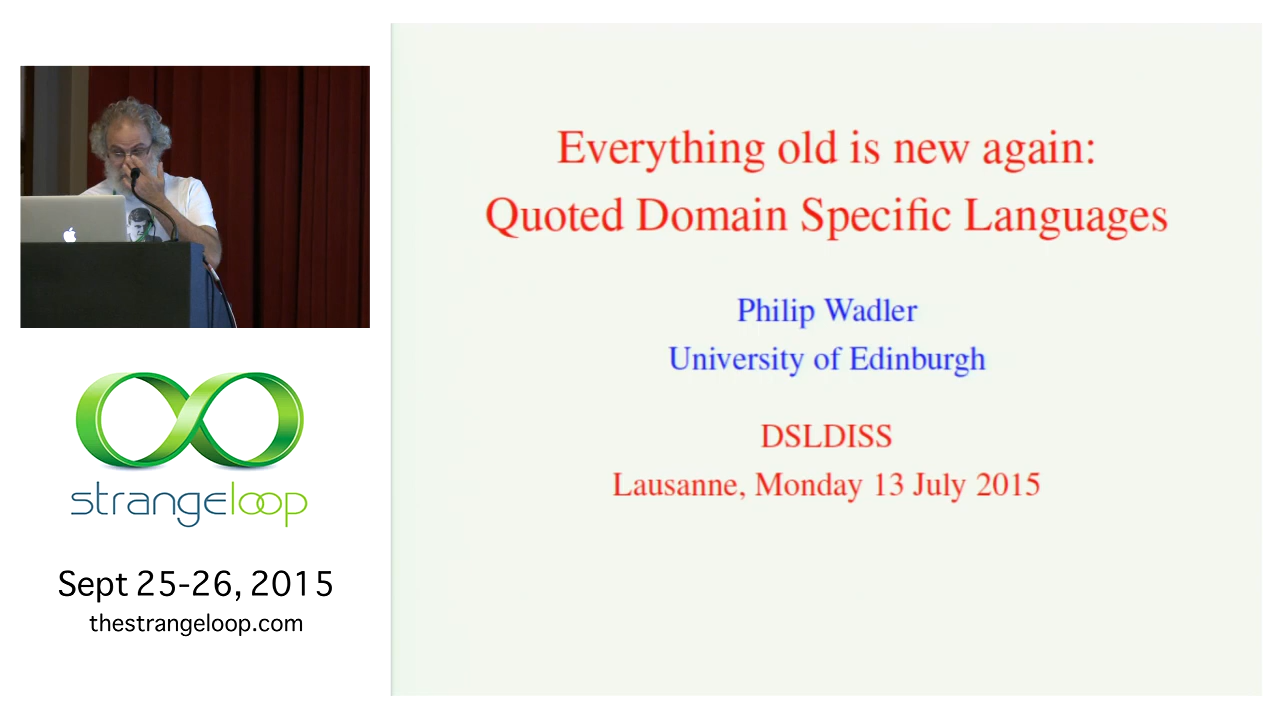 Everything old is new again:
Quoted Domain Specific Languages
Philip Wadler
University of Edinburgh
DSLDISS
Lausanne, Monday 13 July 2015
strangeloop
Sept 25-26, 2015
thestrangeloop.com